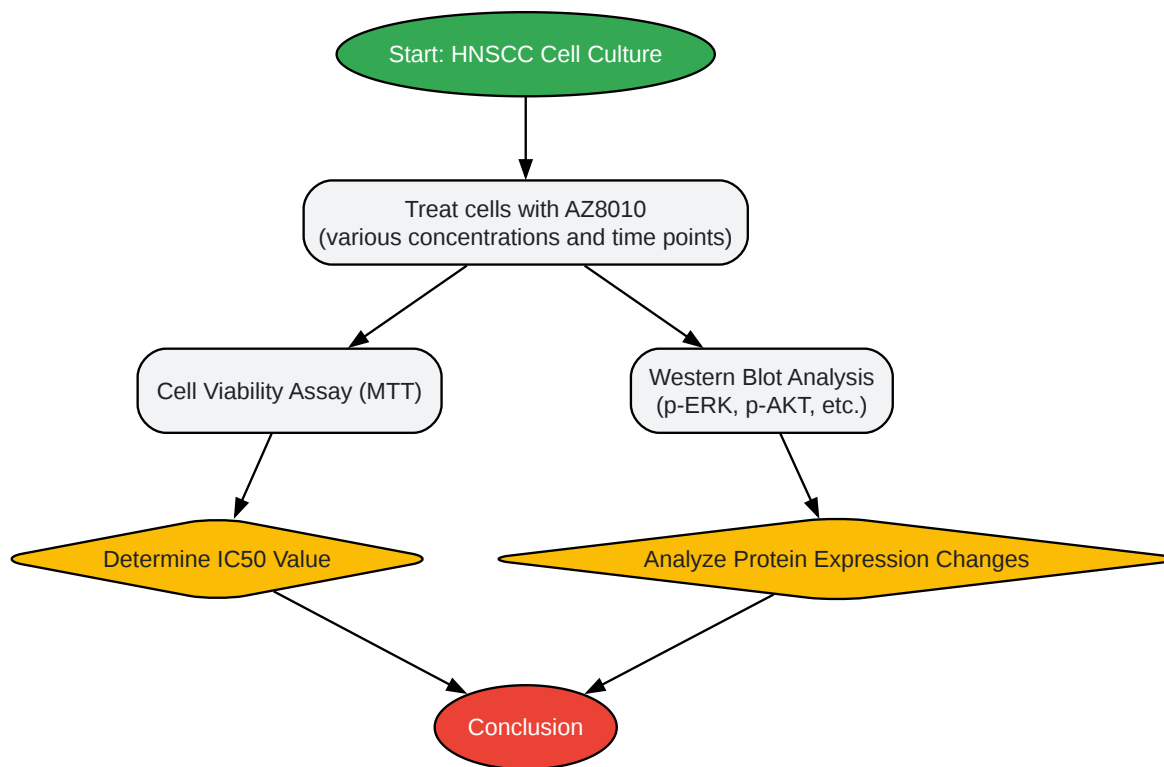 Start: HNSCC Cell Culture
Treat cells with AZ8010
(various concentrations and time points)
Cell Viability Assay (MTT)
Western Blot Analysis
(p-ERK, p-AKT, etc.)
Determine IC50 Value
Analyze Protein Expression Changes
Conclusion